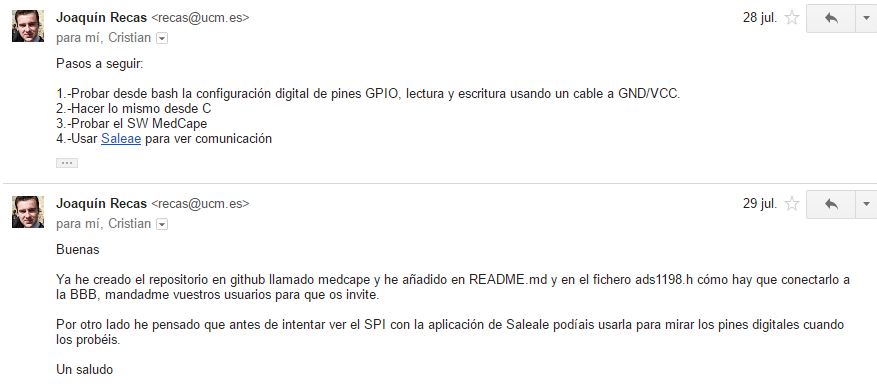 Joaquín Recas <recas@ucm.es> 28 jul.
para mí, Cristian
Pasos a seguir:
1.-Probar desde bash la configuración digital de pines GPIO, lectura y escritura usando un cable a GND/VCC.
2.-Hacer lo mismo desde C
3.-Probar el SW MedCape
4.-Usar Saleae para ver comunicación
Joaquín Recas <recas@ucm.es> 29 jul.
para mí, Cristian
Buenas
Ya he creado el repositorio en github llamado medcape y he añadido en README.md y en el fichero ads1198.h cómo hay que conectarlo a
la BBB, mandadme vuestros usuarios para que os invite.
Por otro lado he pensado que antes de intentar ver el SPI con la aplicación de Saleale podíais usarla para mirar los pines digitales cuando
los probéis.
Un saludo